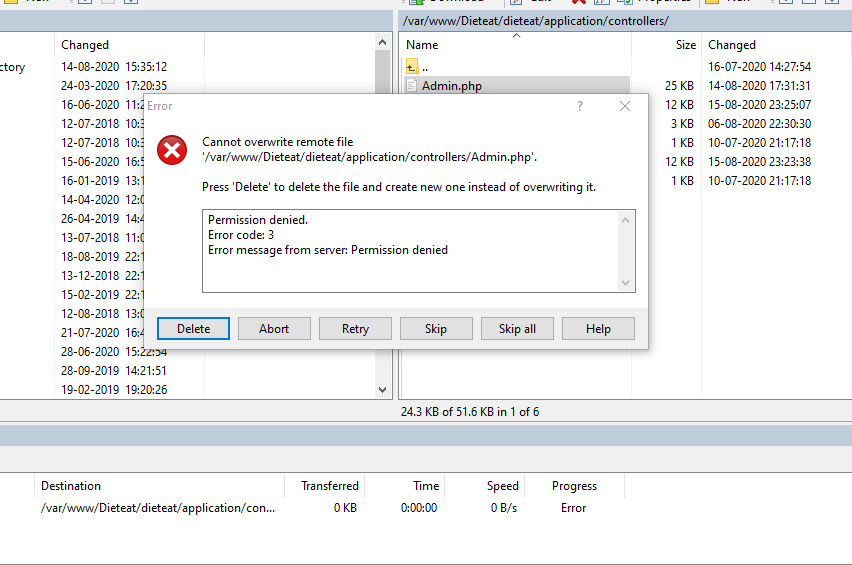 New Download Edit Properties New
/var/www/Dieteat/dieteat/application/controllers/
Changed
ctory 14-08-2020 15:35:12
24-03-2020 17:20:35
16-06-2020 11:2
12-07-2018 10:3
12-07-2018 10:3
15-06-2020 16:5
16-01-2019 13:1
14-04-2020 12:0
26-04-2019 14:4
13-07-2018 11:0
18-08-2019 22:1
13-12-2018 22:1
15-02-2019 22:1
12-08-2018 13:0
21-07-2020 16:4
28-06-2020 15:22:54
28-09-2019 14:21:51
19-02-2019 19:20:26
Name Size Changed
.. 16-07-2020 14:27:54
Admin.php 25 KB 14-08-2020 17:31:31
12 KB 15-08-2020 23:25:07
3 KB 06-08-2020 22:30:30
1 KB 10-07-2020 21:17:18
12 KB 15-08-2020 23:23:38
1 KB 10-07-2020 21:17:18
Error ?
Cannot overwrite remote file
'/var/www/Dieteat/dieteat/application/controllers/Admin.php'.
Press 'Delete' to delete the file and create new one instead of overwriting it.
Permission denied.
Error code: 3
Error message from server: Permission denied
Delete Abort Retry Skip Skip all Help
24.3 KB of 51.6 KB in 1 of 6
Destination Transferred Time Speed Progress
/var/www/Dieteat/dieteat/application/con... 0 KB 0:00:00 0 B/s Error